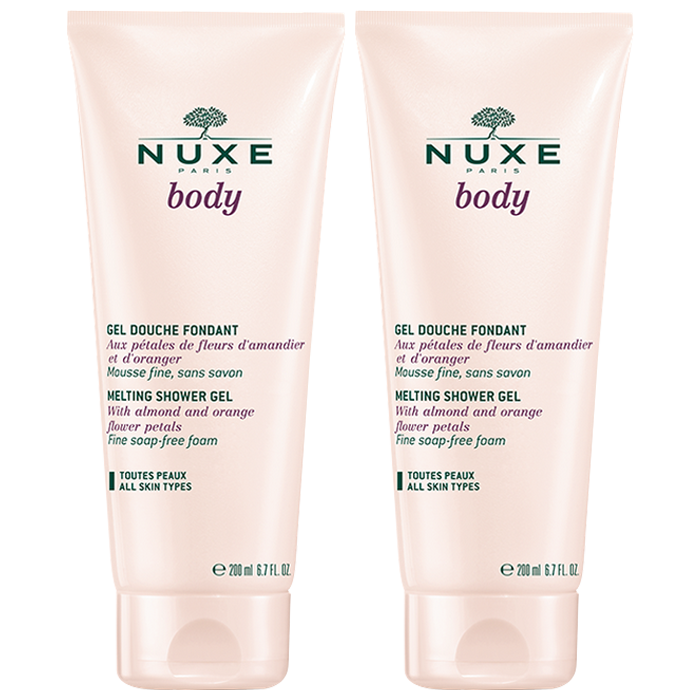 NUXE
PARIS
body
GEL DOUCHE FONDANT
Aux pétales de fleurs d'amandier
et d'oranger
Mousse fine, sans savon
MELTING SHOWER GEL
With almond and orange
flower petals
Fine soap-free foam
TOUTES PEAUX
ALL SKIN TYPES
℮ 200 ml 6.7 FL. OZ.
NUXE
PARIS
body
GEL DOUCHE FONDANT
Aux pétales de fleurs d'amandier
et d'oranger
Mousse fine, sans savon
MELTING SHOWER GEL
With almond and orange
flower petals
Fine soap-free foam
TOUTES PEAUX
ALL SKIN TYPES
℮ 200 ml 6.7 FL. OZ.